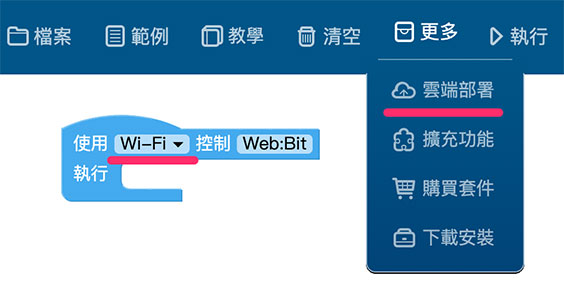 檔案 範例 教學 清空 更多 執行
雲端部署
使用 Wi-Fi 控制 Web:Bit
執行
擴充功能
購買套件
下載安裝